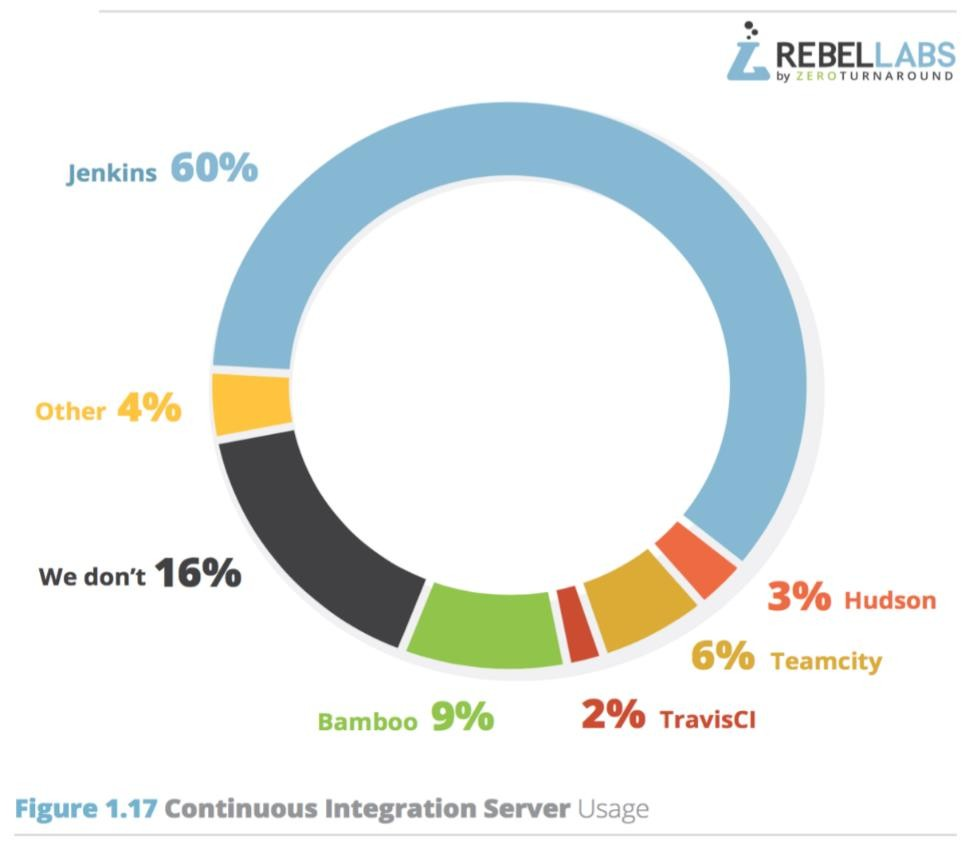 REBELLABS
by ZEROTURNAROUND
Jenkins 60%
Other 4%
We don't 16%
3% Hudson
6% Teamcity
Bamboo 9%
2% TravisCI
Figure 1.17 Continuous Integration Server Usage